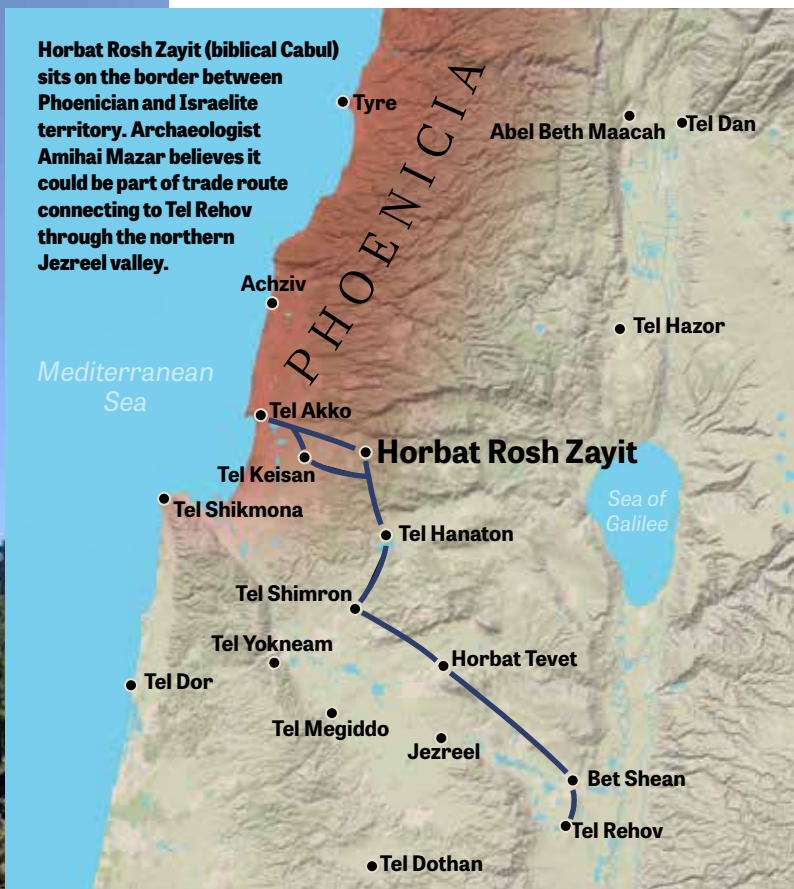 Horbat Rosh Zayit (biblical Cabul)
sits on the border between
Phoenician and Israelite
territory. Archaeologist
Amihai Mazar believes it
could be part of trade route
connecting to Tel Rehov
through the northern
Jezreel valley.
PHOENICIA
Tyre
Abel Beth Maacah
Tel Dan
Achziv
Tel Hazor
Mediterranean
Sea
Tel Akko
Horbat Rosh Zayit
Tel Keisan
Tel Shikmona
Sea of
Galilee
Tel Hanaton
Tel Shimron
Tel Yokneam
Horbat Tevet
Tel Dor
Tel Megiddo
Jezreel
Bet Shean
Tel Rehov
Tel Dothan